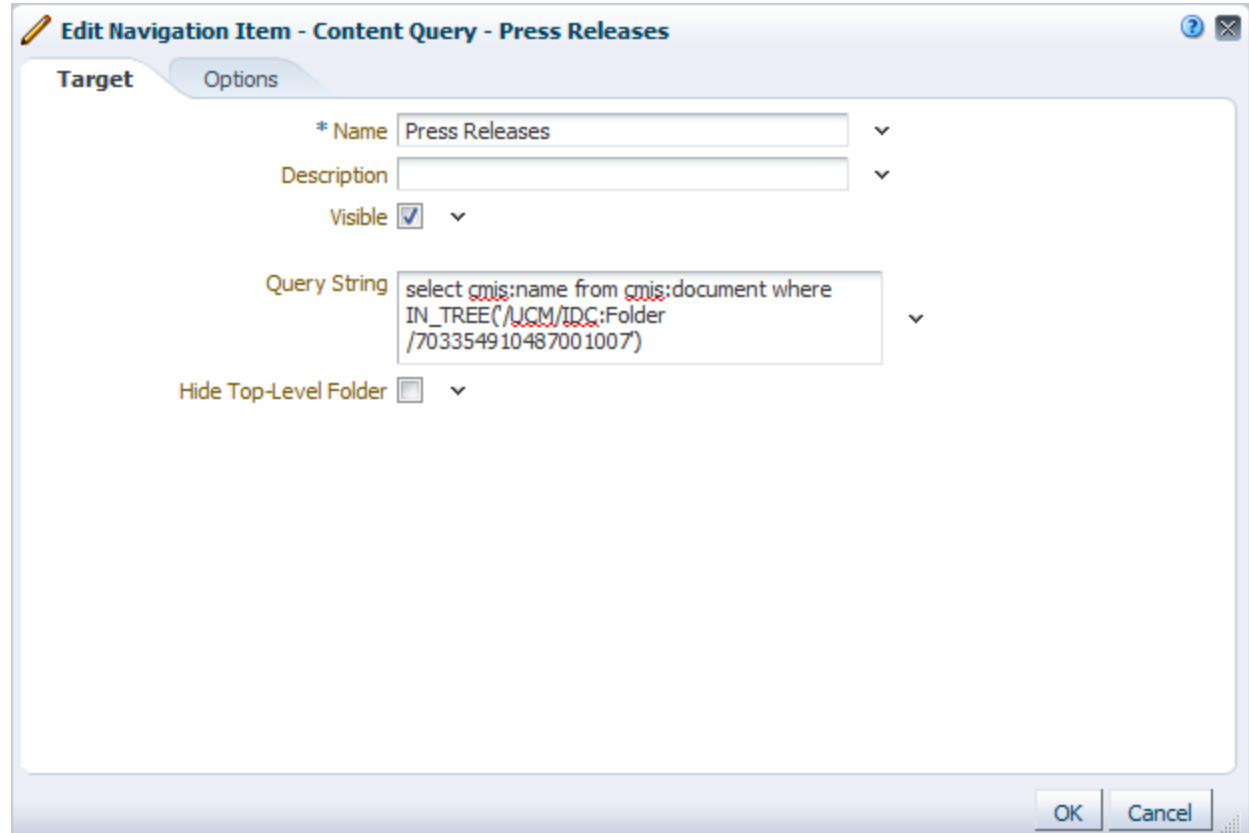 Edit Navigation Item - Content Query - Press Releases
Target
Options
* Name
Press Releases
Description
Visible
Query String
select cmis:name from cmis:document where
IN_TREE('/UCM/IDC:Folder
/703354910487001007')
Hide Top-Level Folder
OK
Cancel